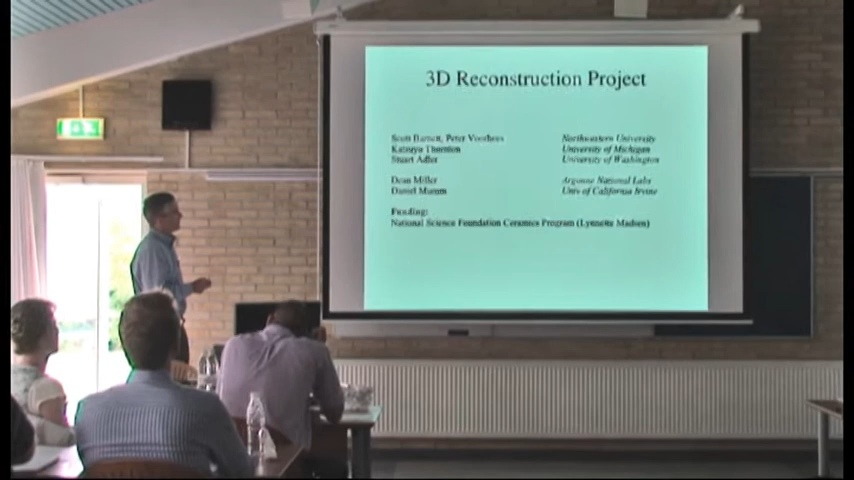 3D Reconstruction Project
Scott Barnett, Peter Voorhees
Northwestern University
Katsuyo Thornton
University of Michigan
Stuart Adler
University of Washington
Dean Miller
Argonne National Labs
Daniel Mumm
Univ of California Irvine
Funding:
National Science Foundation Ceramics Program (Lynnette Madsen)